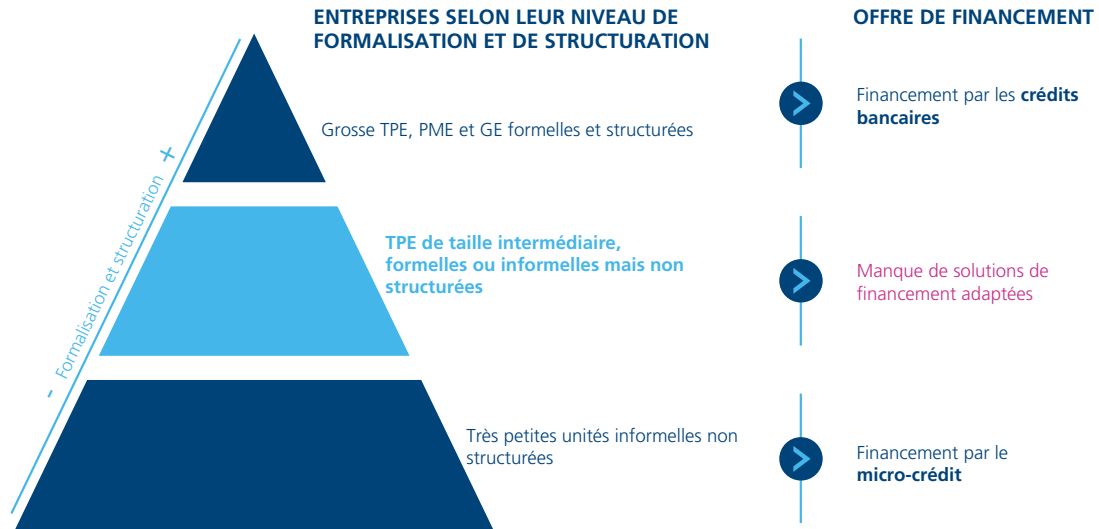 ENTREPRISES SELON LEUR NIVEAU DE
FORMALISATION ET DE STRUCTURATION
OFFRE DE FINANCEMENT
Grosse TPE, PME et GE formelles et structurées
Financement par les crédits
bancaires
TPE de taille intermédiaire,
formelles ou informelles mais non
structurées
Manque de solutions de
financement adaptées
Très petites unités informelles non
structurées
Financement par le
micro-crédit
- Formalisation et structuration +